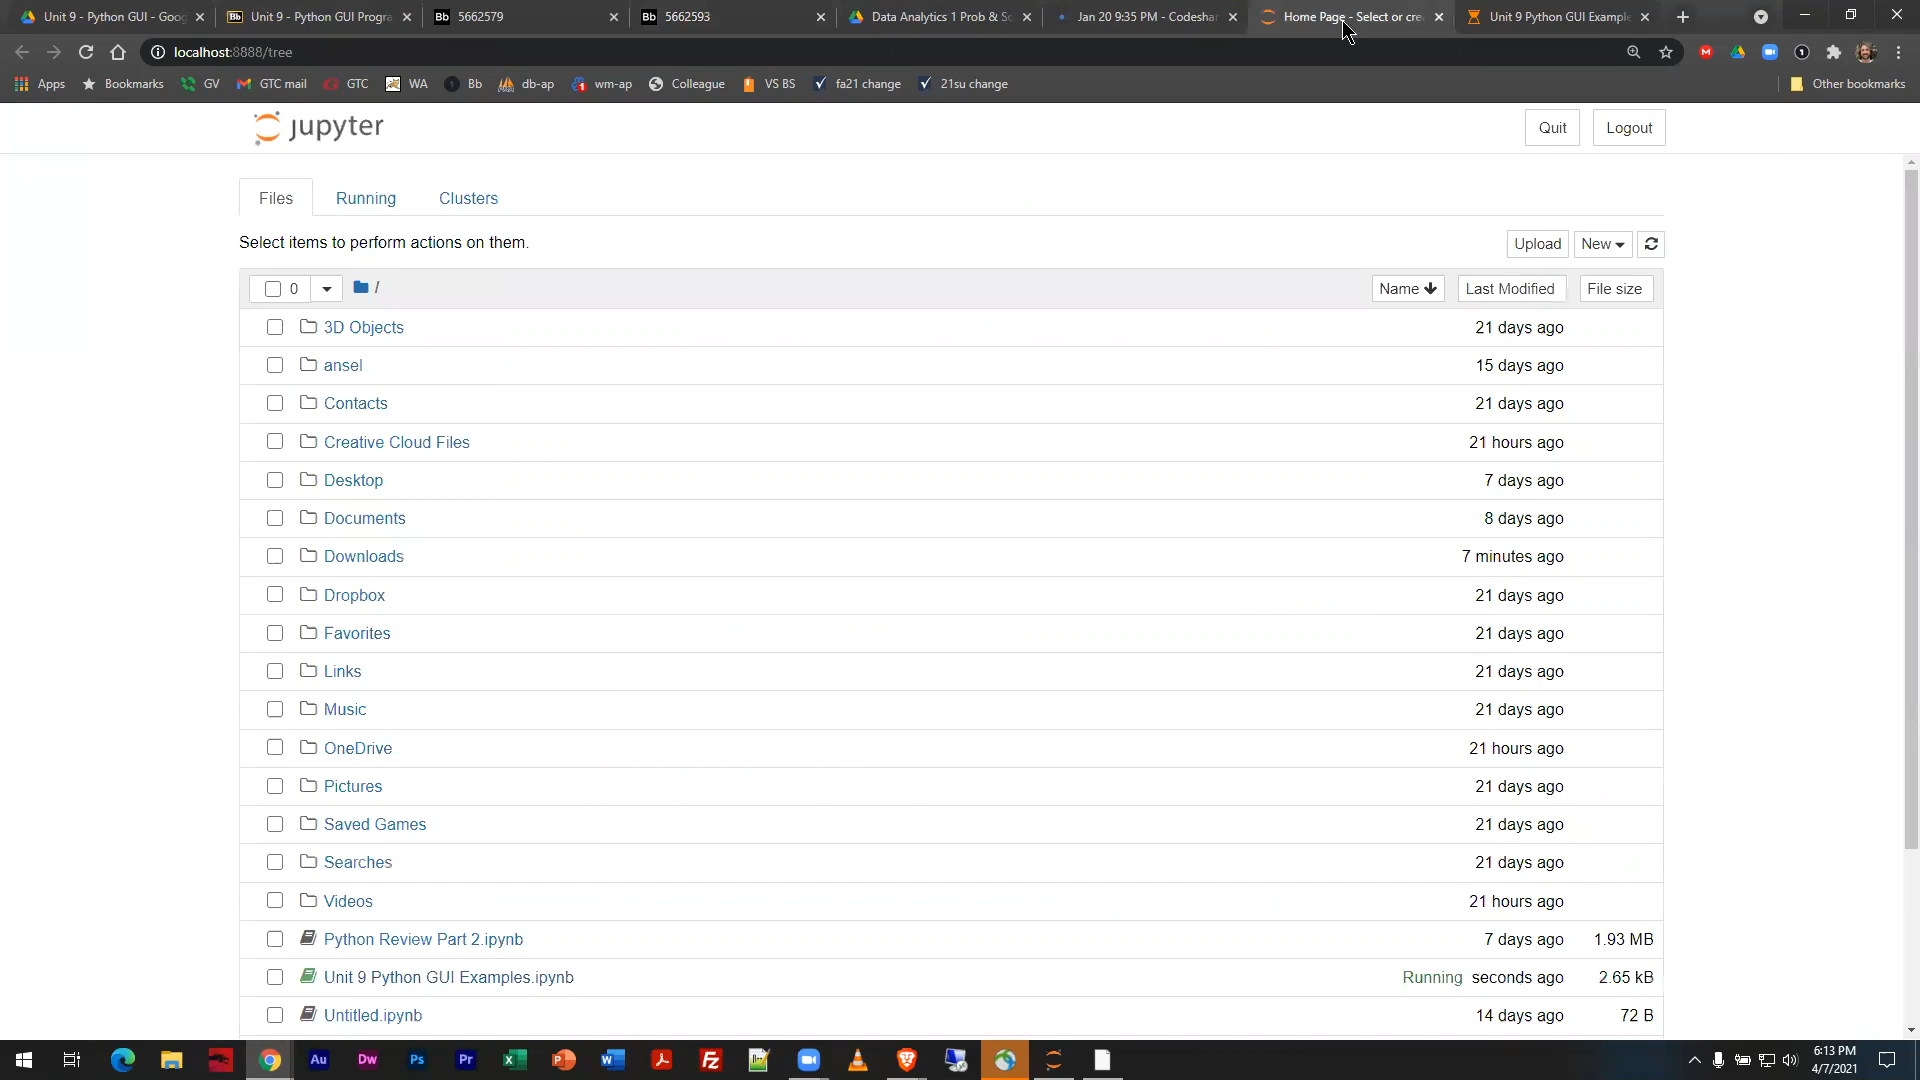 Unit 9 - Python GUI - Goog
Unit 9 - Python GUI Progra
Bb 5662579
Bb 5662593
Data Analytics 1 Prob & Sc
Jan 20 9:35 PM - Codeshar
Home Page - Select or cre
Unit 9 Python GUI Example
localhost:8888/tree
Apps
Bookmarks
GV
GTC mail
GTC
WA
Bb
db-ap
wm-ap
Colleague
VS BS
fa21 change
21su change
Other bookmarks
jupyter
Quit
Logout
Files
Running
Clusters
Select items to perform actions on them.
Upload
New
0
/
Name
Last Modified
File size
3D Objects 21 days ago
ansel 15 days ago
Contacts 21 days ago
Creative Cloud Files 21 hours ago
Desktop 7 days ago
Documents 8 days ago
Downloads 7 minutes ago
Dropbox 21 days ago
Favorites 21 days ago
Links 21 days ago
Music 21 days ago
OneDrive 21 hours ago
Pictures 21 days ago
Saved Games 21 days ago
Searches 21 days ago
Videos 21 hours ago
Python Review Part 2.ipynb 7 days ago 1.93 MB
Unit 9 Python GUI Examples.ipynb Running seconds ago 2.65 kB
Untitled.ipynb 14 days ago 72 B
Au
Dw
Ps
Pr
6:13 PM
4/7/2021